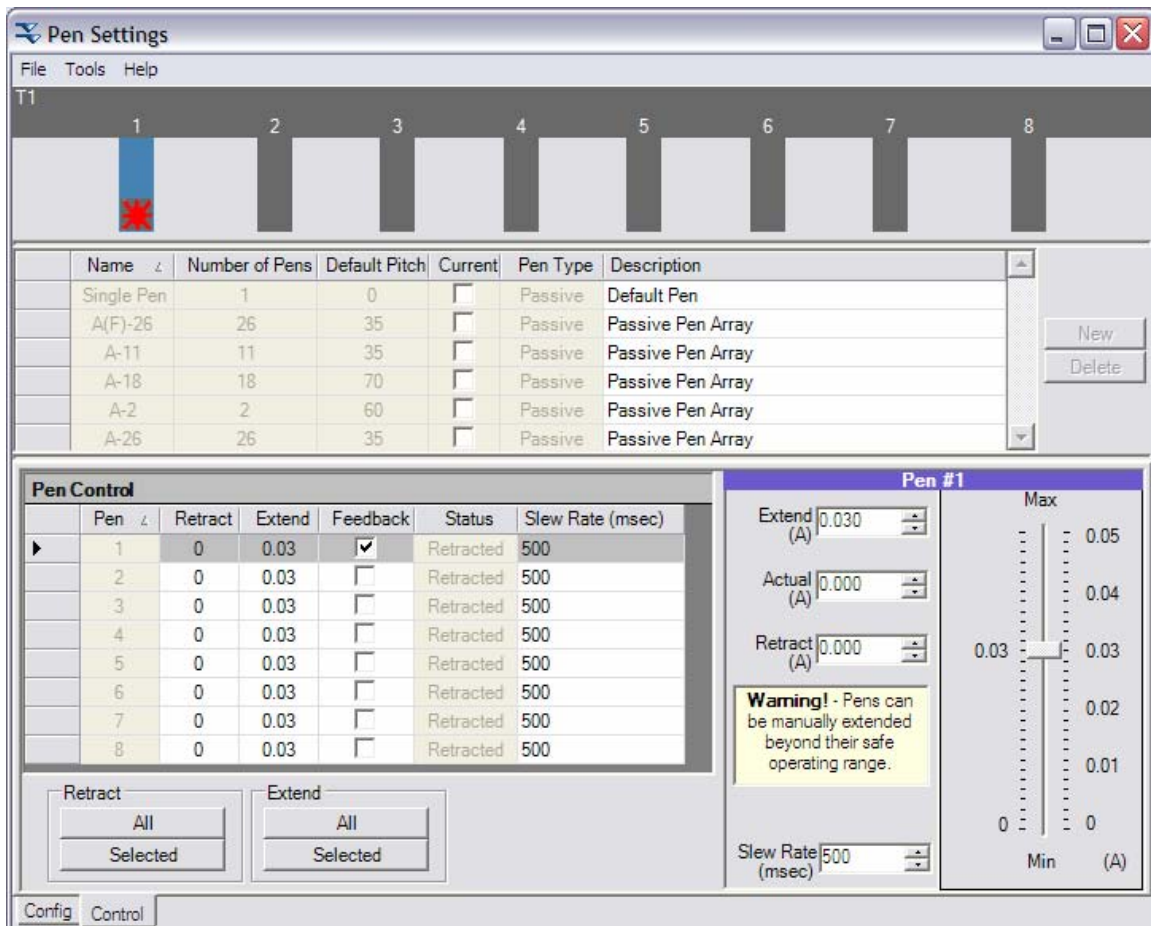 Pen Settings
File Tools Help
T1
1 2 3 4 5 6 7 8
Name Number of Pens Default Pitch Current Pen Type Description
Single Pen 1 0 Passive Default Pen
A(F)-26 26 35 Passive Passive Pen Array
A-11 11 35 Passive Passive Pen Array
A-18 18 70 Passive Passive Pen Array
A-2 2 60 Passive Passive Pen Array
A-26 26 35 Passive Passive Pen Array
New
Delete
Pen Control
Pen Retract Extend Feedback Status Slew Rate (msec)
1 0 0.03 Retracted 500
2 0 0.03 Retracted 500
3 0 0.03 Retracted 500
4 0 0.03 Retracted 500
5 0 0.03 Retracted 500
6 0 0.03 Retracted 500
7 0 0.03 Retracted 500
8 0 0.03 Retracted 500
Retract
All
Selected
Extend
All
Selected
Pen #1
Extend (A) 0.030
Actual (A) 0.000
Retract (A) 0.000
Warning! - Pens can
be manually extended
beyond their safe
operating range.
Slew Rate (msec) 500
Max
0.05
0.04
0.03 0.03
0.02
0.01
0 0
Min (A)
Config Control